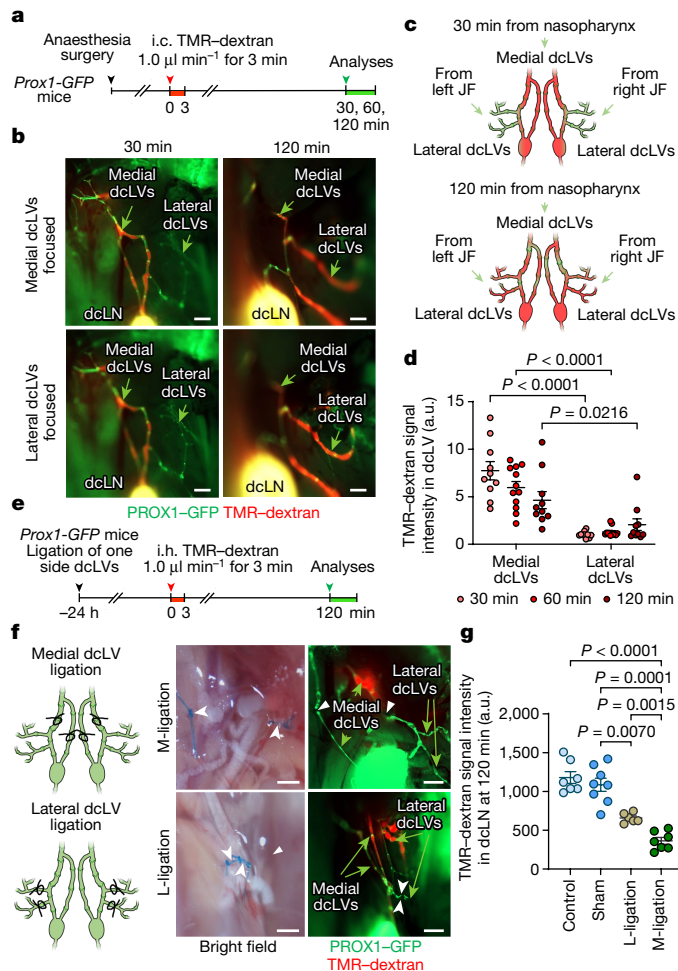 a
Anaesthesia
surgery
i.c. TMR–dextran
1.0 μl min⁻¹ for 3 min
Analyses
Prox1-GFP
mice
0 3
30, 60,
120 min
b
30 min
120 min
Medial dcLVs
focused
Medial
dcLVs
Lateral
dcLVs
dcLN
Medial
dcLVs
Lateral
dcLVs
dcLN
Lateral dcLVs
focused
Medial
dcLVs
Lateral
dcLVs
dcLN
Medial
dcLVs
Lateral
dcLVs
dcLN
PROX1–GFP TMR–dextran
c
30 min from nasopharynx
Medial dcLVs
From
left JF
From
right JF
Lateral dcLVs
Lateral dcLVs
120 min from nasopharynx
Medial dcLVs
From
left JF
From
right JF
Lateral dcLVs
Lateral dcLVs
d
P < 0.0001
P < 0.0001
P = 0.0216
TMR–dextran signal
intensity in dcLV (a.u.)
15
10
5
0
Medial
dcLVs
Lateral
dcLVs
30 min 60 min 120 min
e
Prox1-GFP mice
Ligation of one
side dcLVs
i.h. TMR–dextran
1.0 μl min⁻¹ for 3 min
Analyses
–24 h
0 3
120 min
f
Medial dcLV
ligation
Lateral dcLV
ligation
M-ligation
L-ligation
Lateral
dcLVs
Medial
dcLVs
Lateral
dcLVs
Medial
dcLVs
Bright field
PROX1–GFP
TMR–dextran
g
P < 0.0001
P = 0.0001
P = 0.0015
P = 0.0070
TMR–dextran signal intensity
in dcLN at 120 min (a.u.)
2,000
1,500
1,000
500
0
Control
Sham
L-ligation
M-ligation